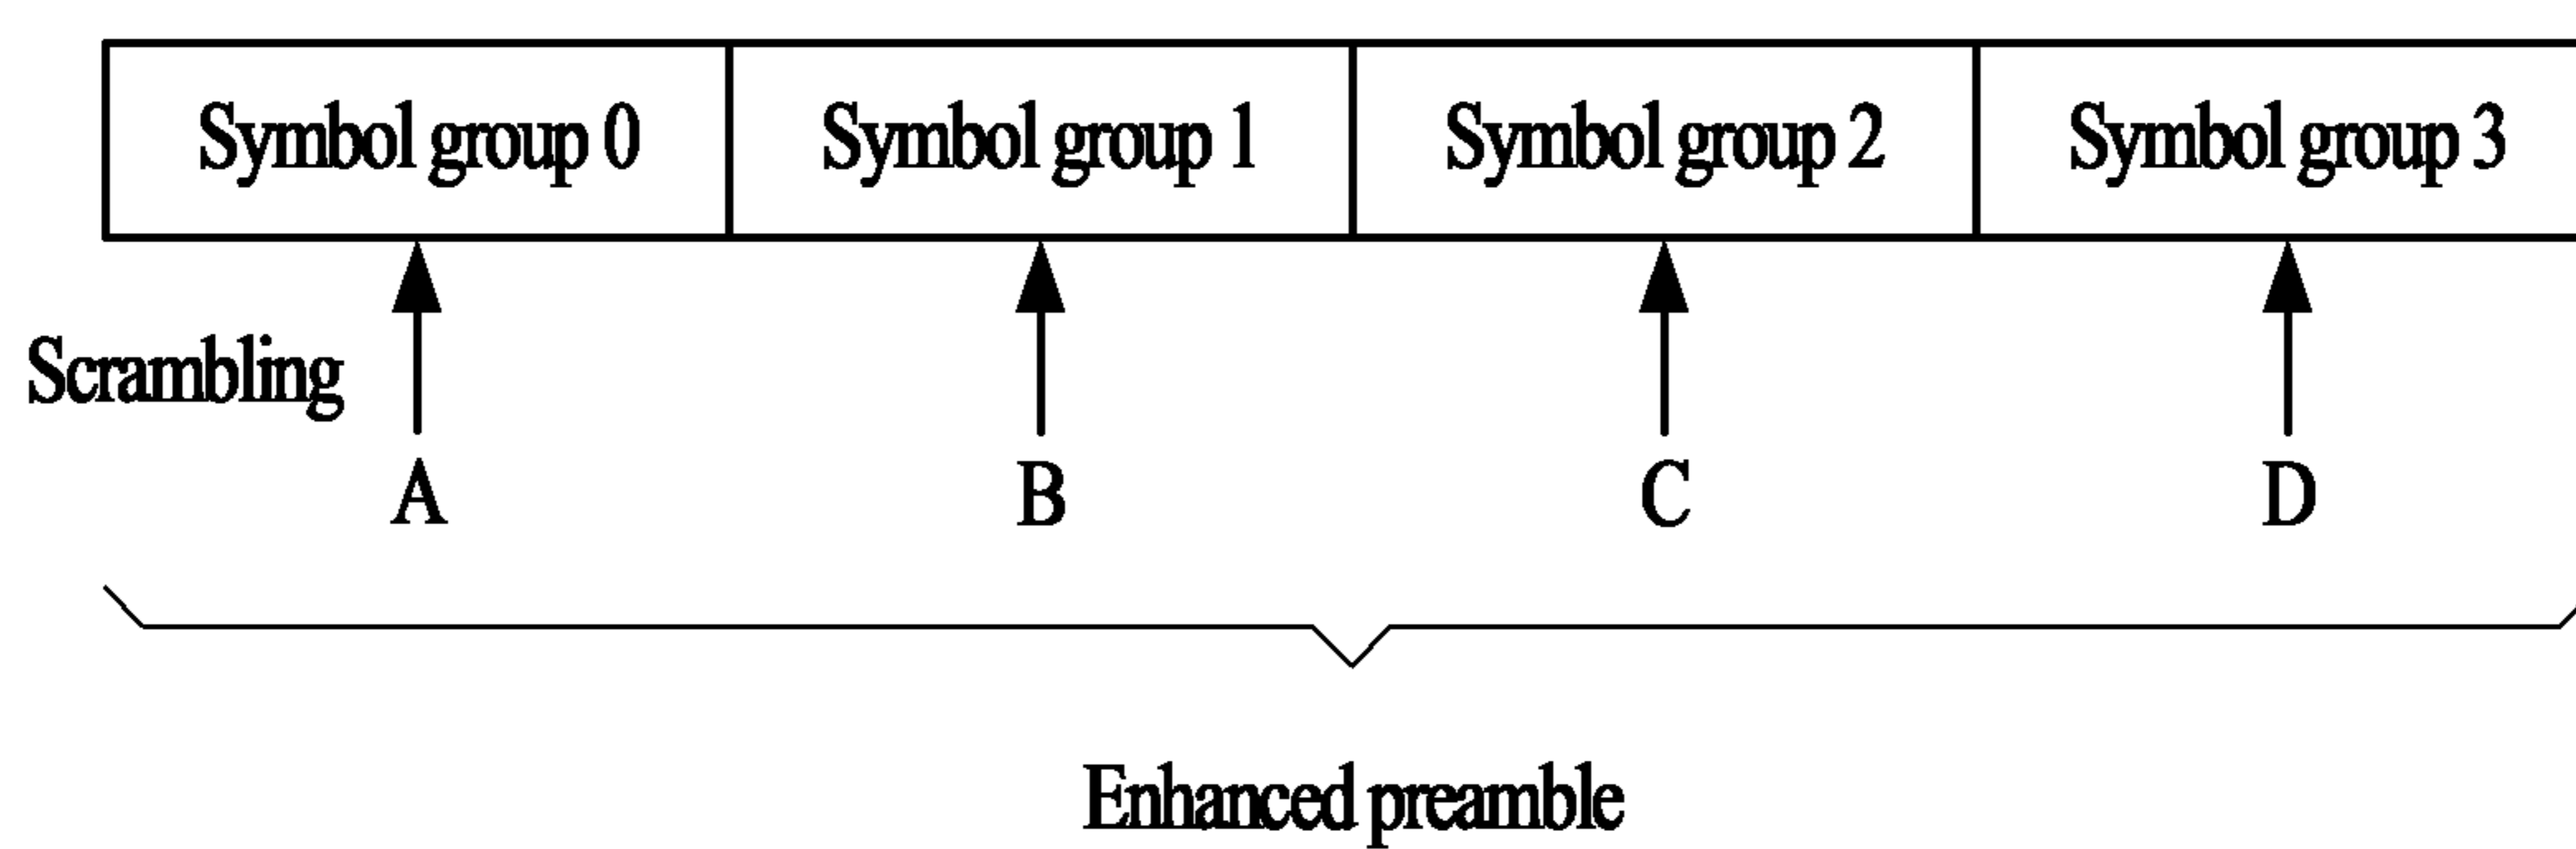 Symbol group 0 Symbol group 1 Symbol group 2 Symbol group 3
Scrambling
A B C D
Enhanced preamble